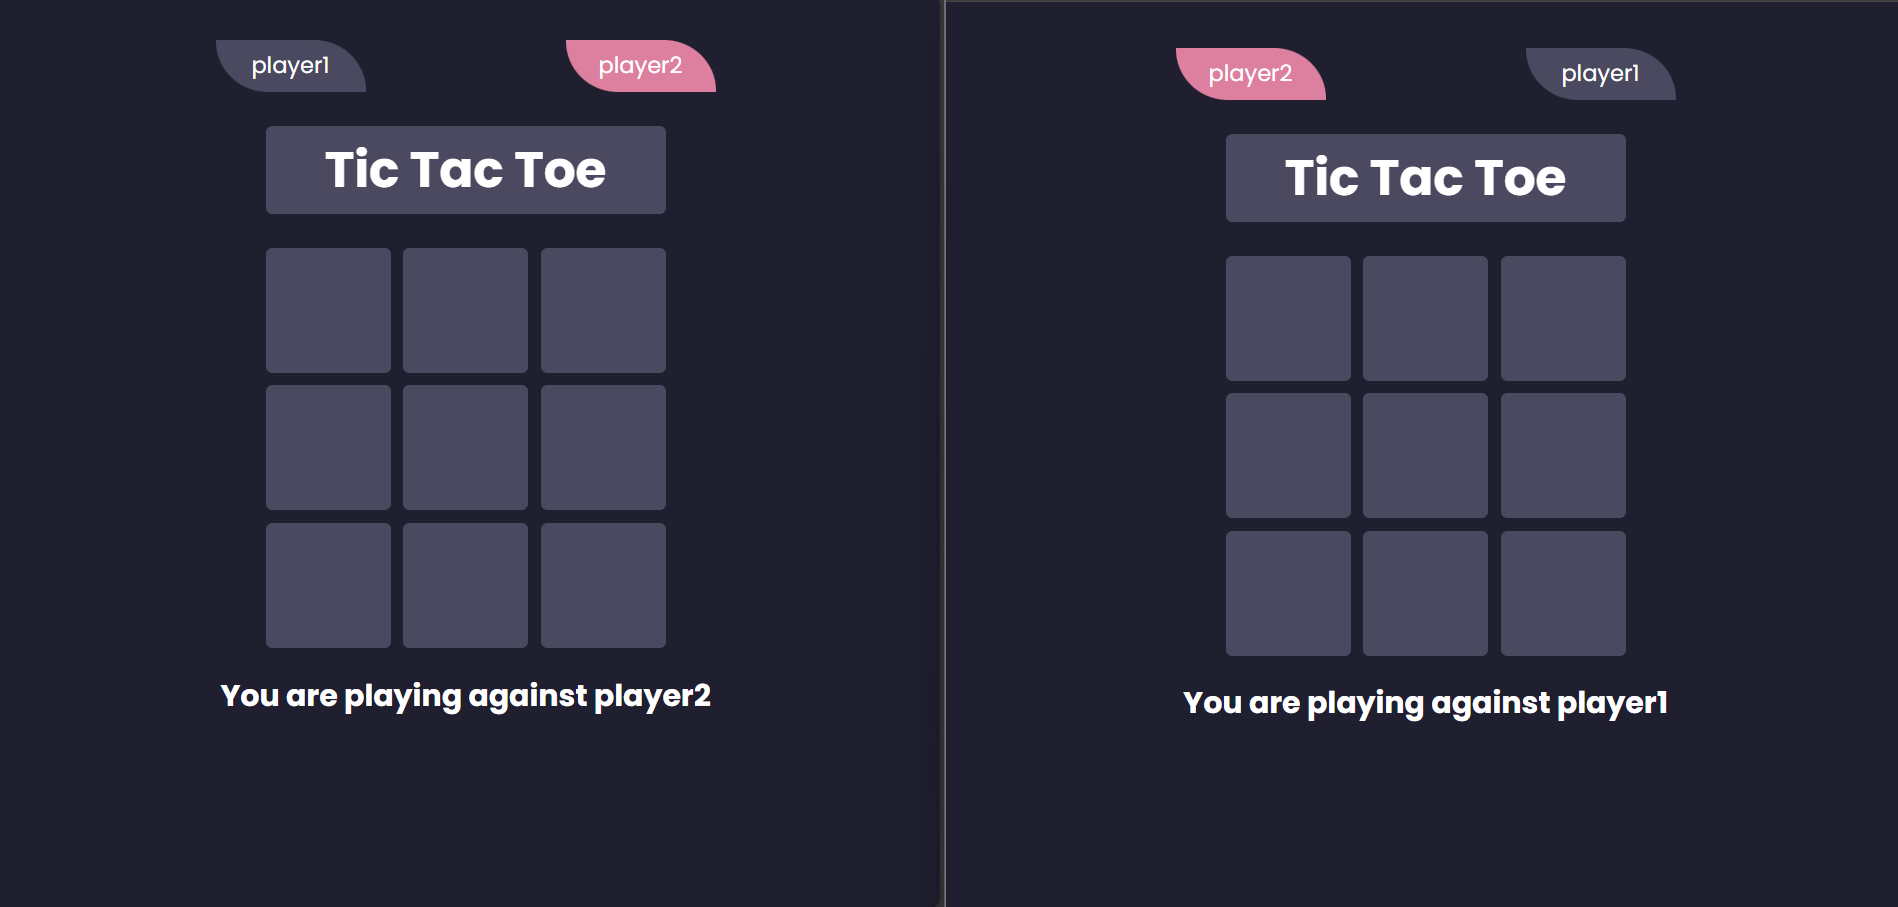 player1
player2
Tic Tac Toe
You are playing against player2
player2
player1
Tic Tac Toe
You are playing against player1